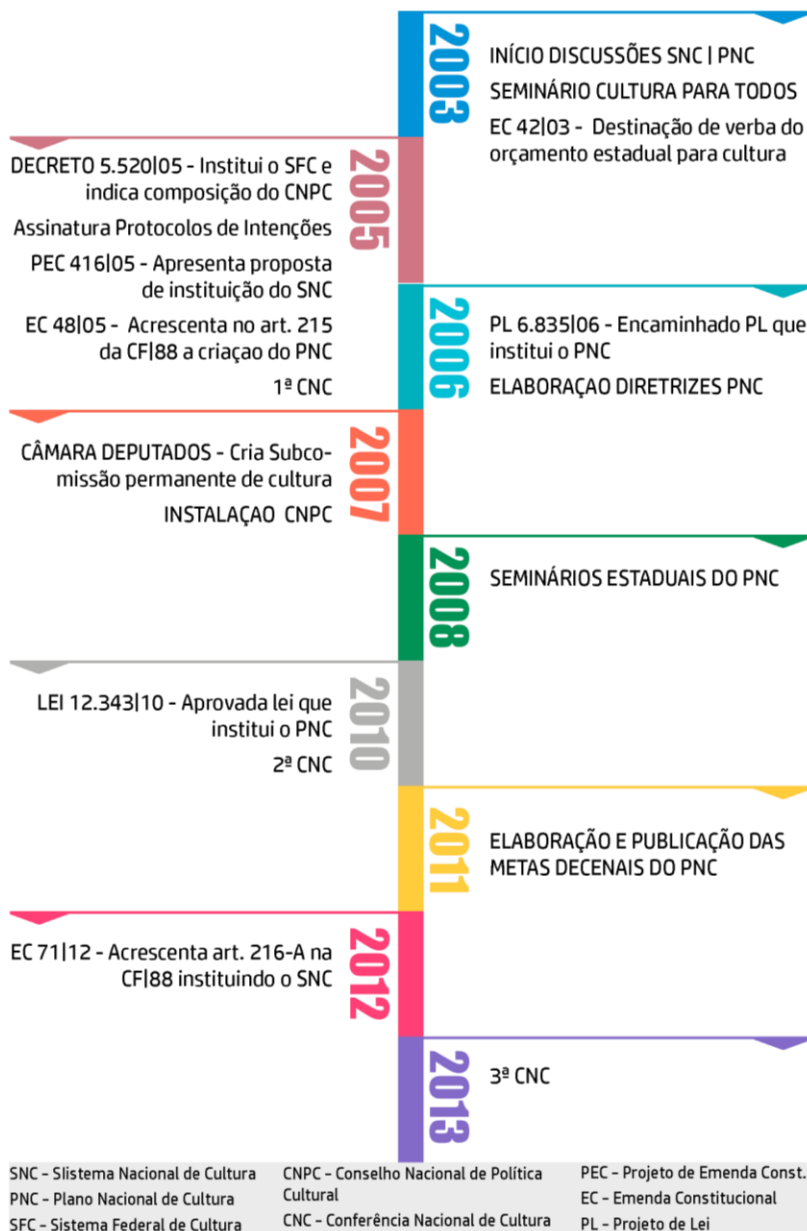 2003
INÍCIO DISCUSSÕES SNC | PNC
SEMINÁRIO CULTURA PARA TODOS
EC 42|03 - Destinação de verba do
orçamento estadual para cultura
2005
DECRETO 5.520|05 - Institui o SFC e
indica composição do CNPC
Assinatura Protocolos de Intenções
PEC 416|05 - Apresenta proposta
de instituição do SNC
EC 48|05 - Acrescenta no art. 215
da CF|88 a criaçao do PNC
1ª CNC
2006
PL 6.835|06 - Encaminhado PL que
institui o PNC
ELABORAÇAO DIRETRIZES PNC
2007
CÂMARA DEPUTADOS - Cria Subco-
missão permanente de cultura
INSTALAÇAO CNPC
2008
SEMINÁRIOS ESTADUAIS DO PNC
2010
LEI 12.343|10 - Aprovada lei que
institui o PNC
2ª CNC
2011
ELABORAÇÃO E PUBLICAÇÃO DAS
METAS DECENAIS DO PNC
2012
EC 71|12 - Acrescenta art. 216-A na
CF|88 instituindo o SNC
2013
3ª CNC
SNC – SIistema Nacional de Cultura
PNC – Plano Nacional de Cultura
SFC – Sistema Federal de Cultura
CNPC – Conselho Nacional de Política
Cultural
CNC – Conferência Nacional de Cultura
PEC – Projeto de Emenda Const.
EC – Emenda Constitucional
PL – Projeto de Lei